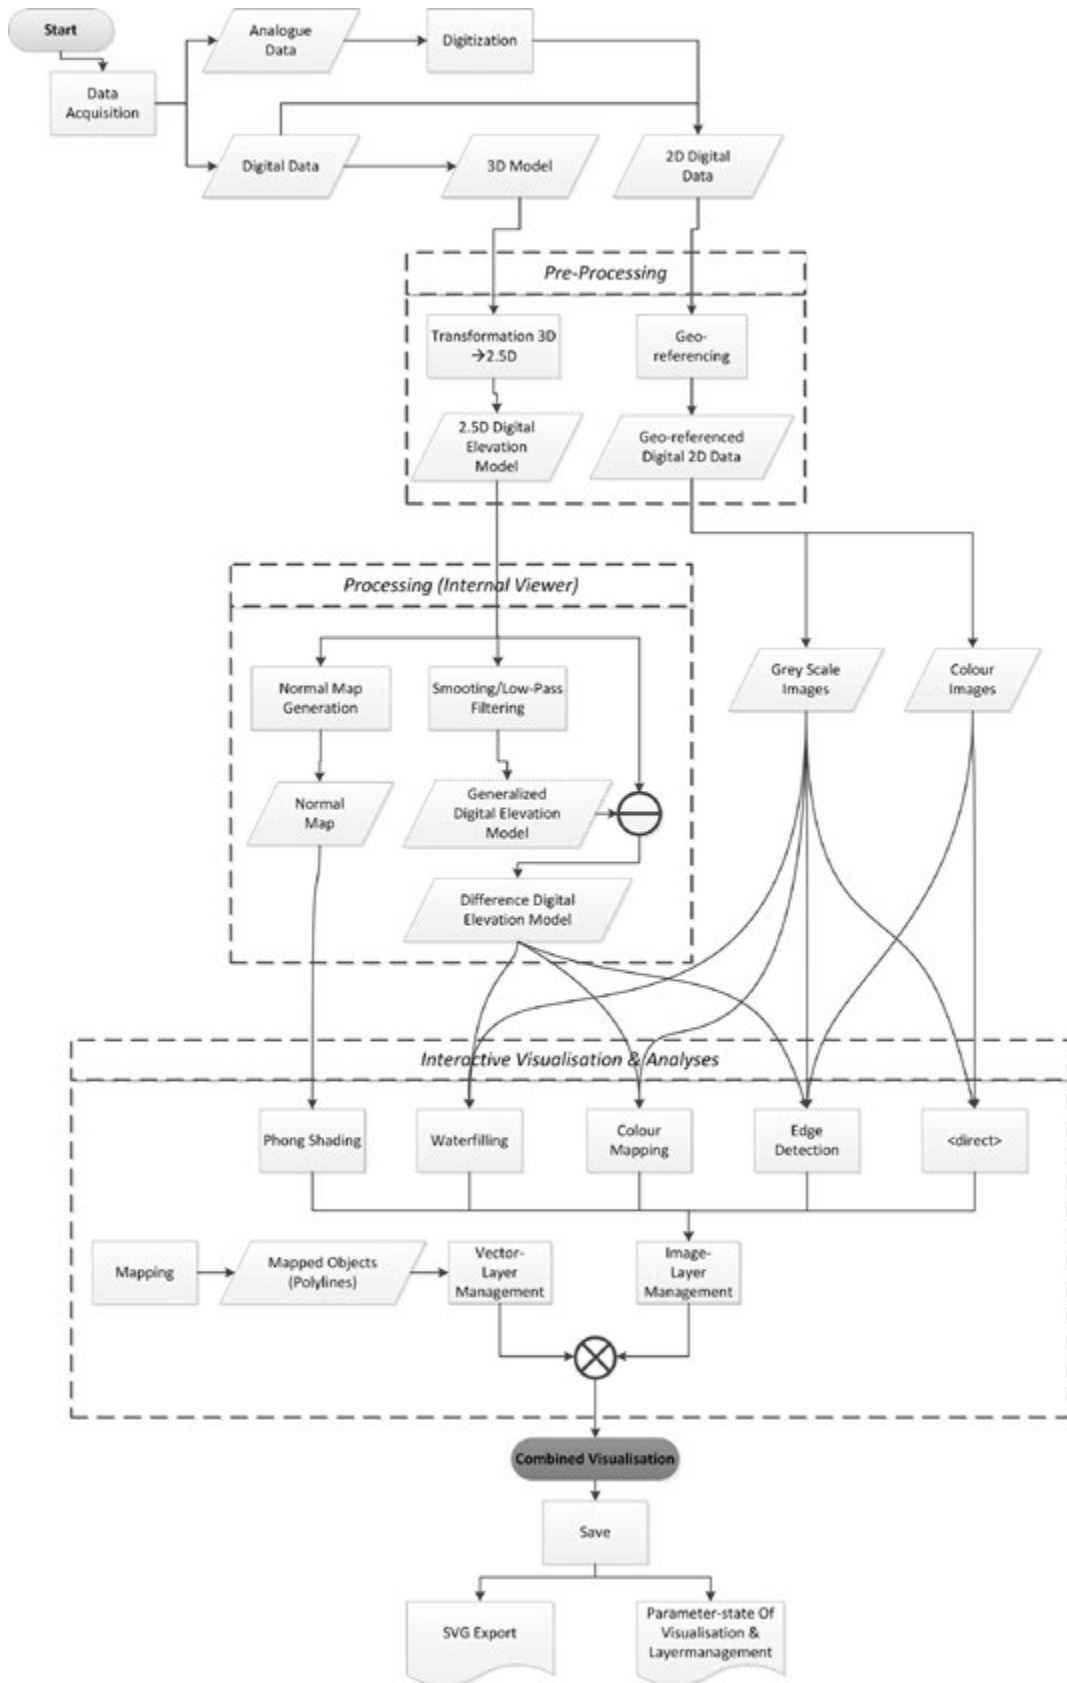 Start
Analogue
Data
Digitization
Data
Acquisition
Digital Data
3D Model
2D Digital
Data
Pre-Processing
Transformation 3D
→2.5D
Geo-
referencing
2.5D Digital
Elevation
Model
Geo-referenced
Digital 2D Data
Processing (Internal Viewer)
Normal Map
Generation
Smooting/Low-Pass
Filtering
Grey Scale
Images
Colour
Images
Normal
Map
Generalized
Digital Elevation
Model
Difference Digital
Elevation Model
Interactive Visualisation & Analyses
Phong Shading
Waterfilling
Colour
Mapping
Edge
Detection
<direct>
Mapping
Mapped Objects
(Polylines)
Vector-
Layer
Management
Image-
Layer
Management
Combined Visualisation
Save
SVG Export
Parameter-state Of
Visualisation &
Layermanagement